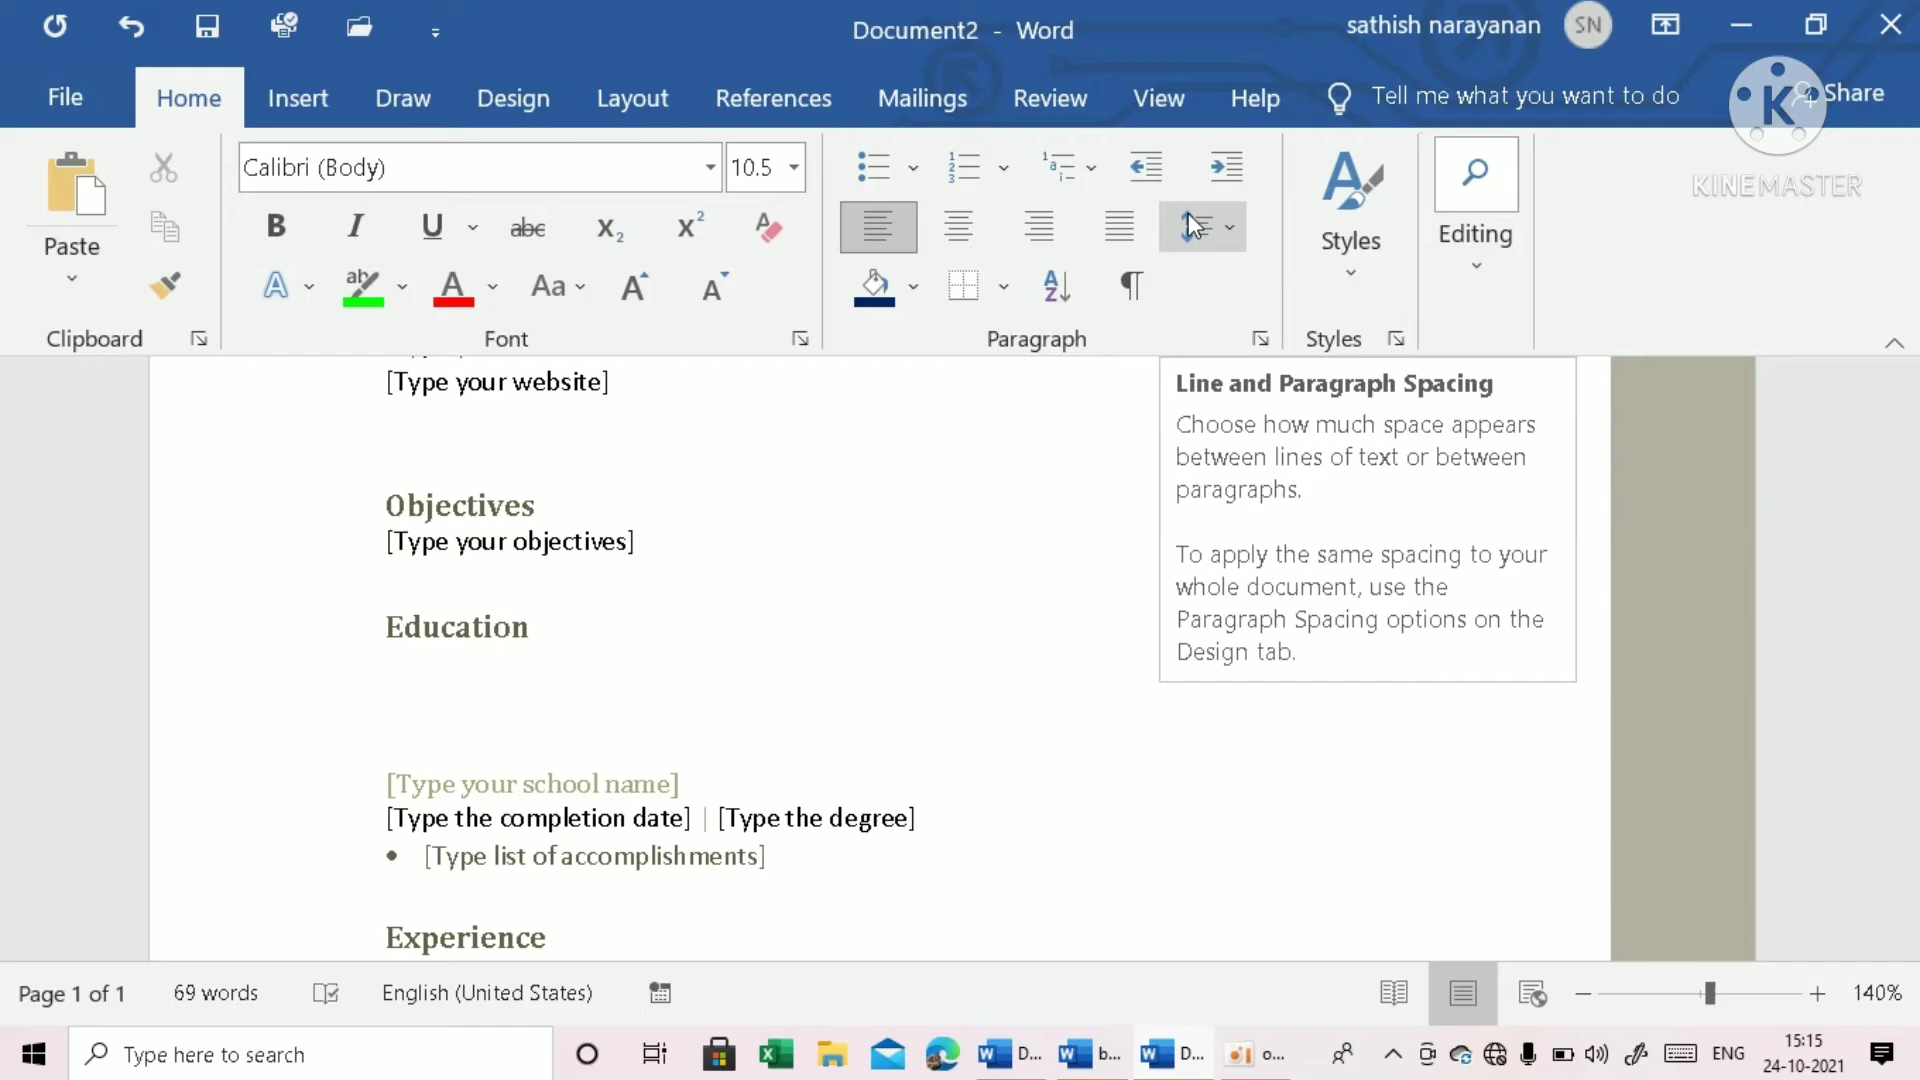 Document2 - Word
sathish narayanan
SN
File
Home
Insert
Draw
Design
Layout
References
Mailings
Review
View
Help
Tell me what you want to do
Share
K
KINEMASTER
Paste
Calibri (Body)
10.5
B
I
U
abc
X2
X2
A
ab
A
Aa
A
A
A
Z
¶
Styles
Editing
Clipboard
Font
Paragraph
Styles
[Type your website]
Objectives
[Type your objectives]
Education
[Type your school name]
[Type the completion date] | [Type the degree]
• [Type list of accomplishments]
Experience
Line and Paragraph Spacing
Choose how much space appears
between lines of text or between
paragraphs.
To apply the same spacing to your
whole document, use the
Paragraph Spacing options on the
Design tab.
Page 1 of 1
69 words
English (United States)
140%
Type here to search
D...
b...
D...
o...
ENG
15:15
24-10-2021